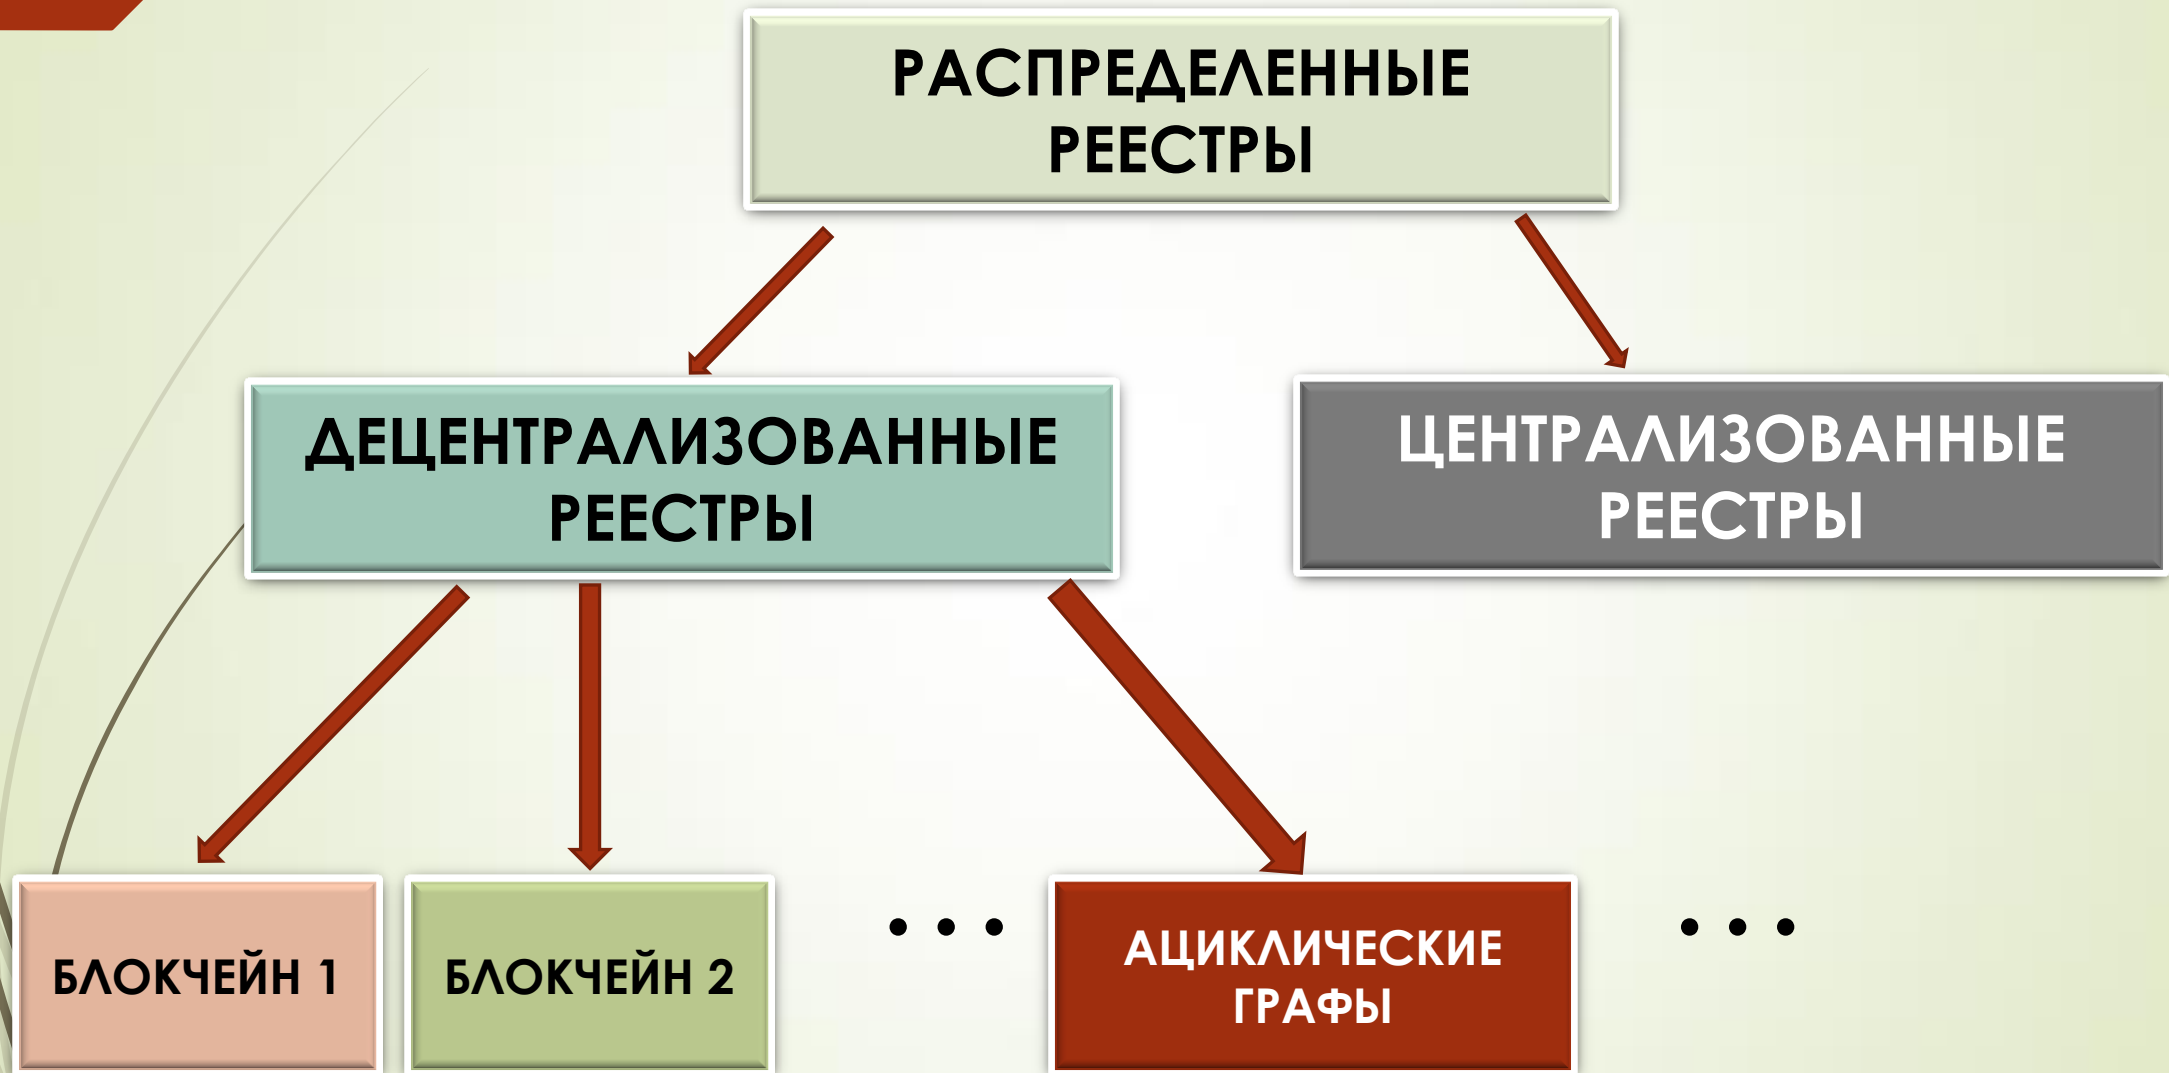 РАСПРЕДЕЛЕННЫЕ
РЕЕСТРЫ
ДЕЦЕНТРАЛИЗОВАННЫЕ
РЕЕСТРЫ
ЦЕНТРАЛИЗОВАННЫЕ
РЕЕСТРЫ
БЛОКЧЕЙН 1
БЛОКЧЕЙН 2
...
АЦИКЛИЧЕСКИЕ
ГРАФЫ
...